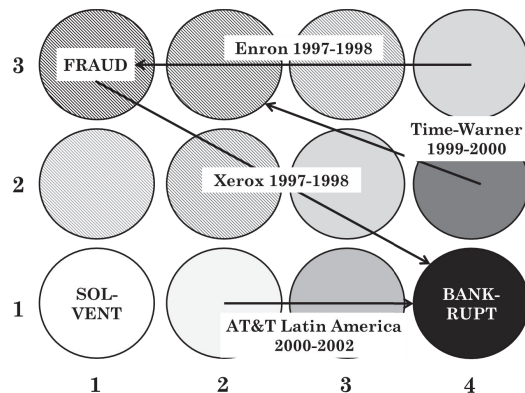 3
FRAUD
Enron 1997-1998
Time-Warner
1999-2000
2
Xerox 1997-1998
1
SOL-
VENT
BANK-
RUPT
AT&T Latin America
2000-2002
1
2
3
4